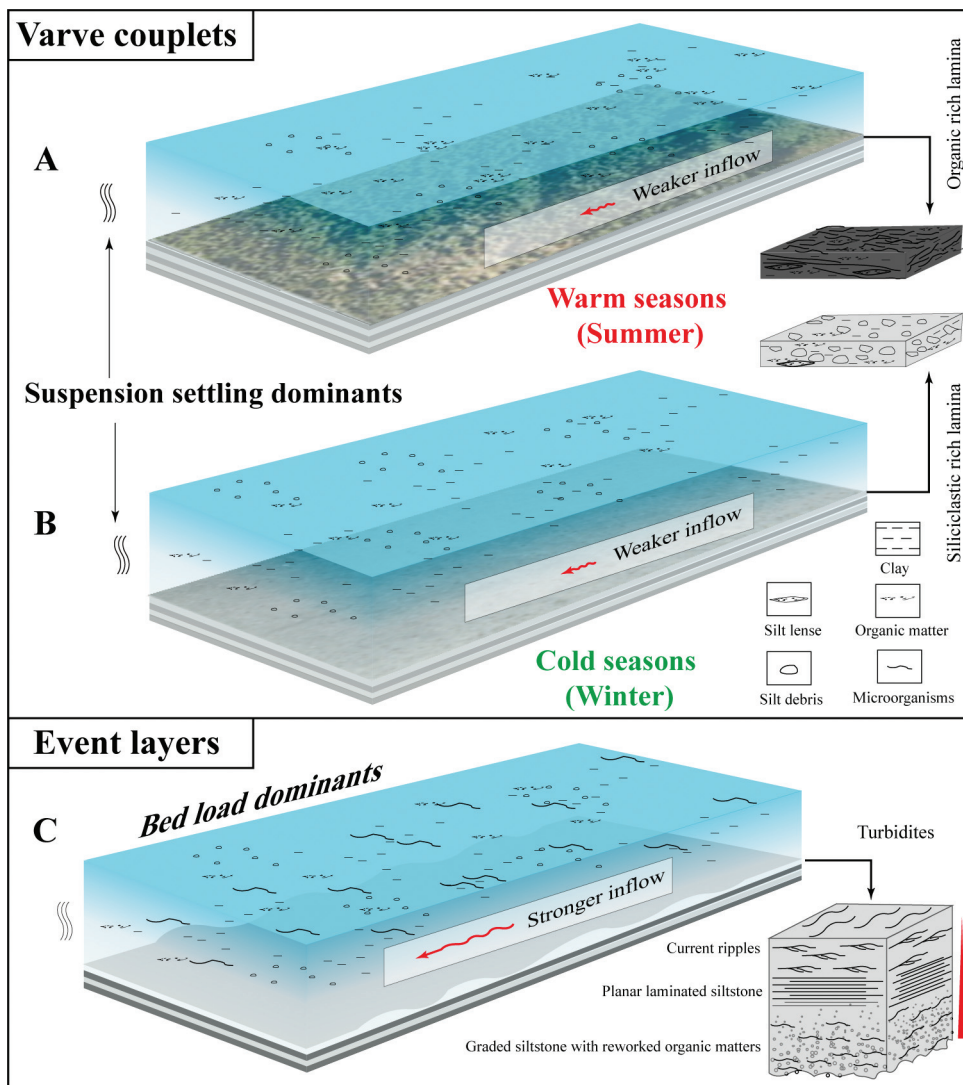 Varve couplets
A
Weaker inflow
Organic rich lamina
Warm seasons
(Summer)
Suspension settling dominants
B
Weaker inflow
Siliciclastic rich lamina
Cold seasons
(Winter)
Clay
Silt lense
Organic matter
Silt debris
Microorganisms
Event layers
Bed load dominants
C
Stronger inflow
Turbidites
Current ripples
Planar laminated siltstone
Graded siltstone with reworked organic matters